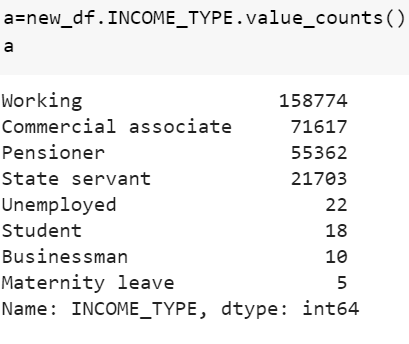 a=new_df.INCOME_TYPE.value_counts()
a
Working 158774
Commercial associate 71617
Pensioner 55362
State servant 21703
Unemployed 22
Student 18
Businessman 10
Maternity leave 5
Name: INCOME_TYPE, dtype: int64